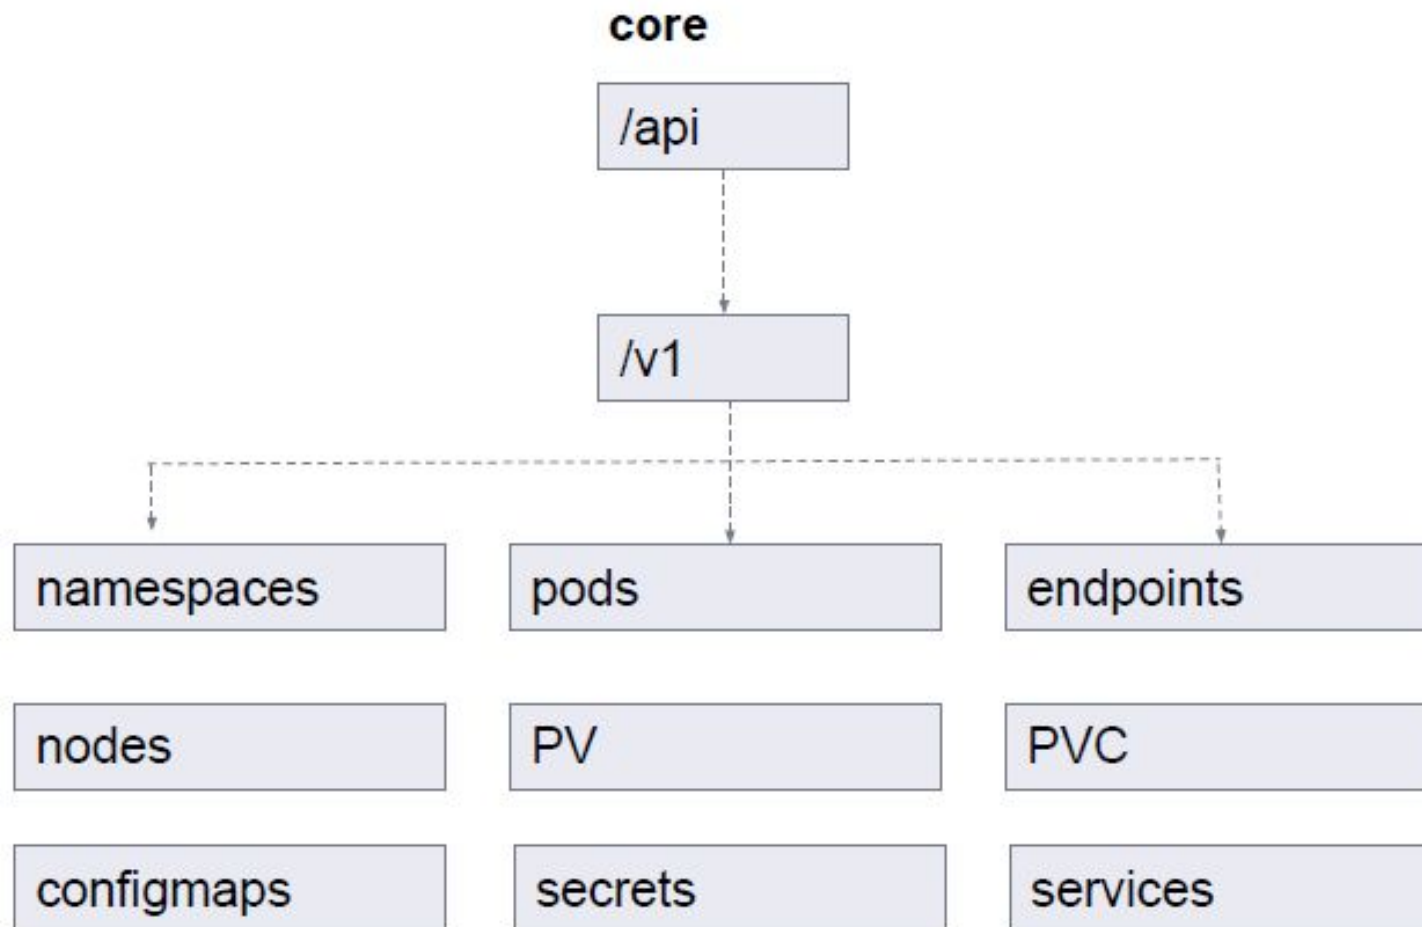 core
/api
/v1
namespaces
pods
endpoints
nodes
PV
PVC
configmaps
secrets
services